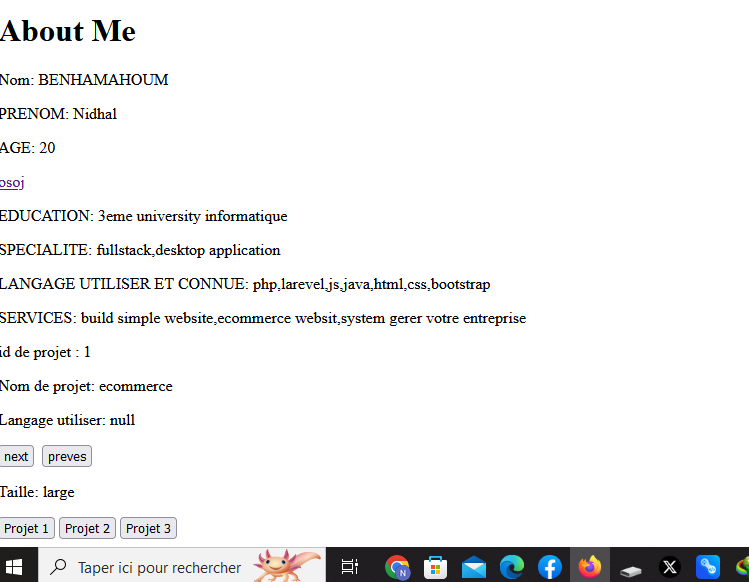 About Me
Nom: BENHAMAHOUM
PRENOM: Nidhal
AGE: 20
osoj
EDUCATION: 3eme university informatique
SPECIALITE: fullstack,desktop application
LANGAGE UTILISER ET CONNUE: php,larevel,js,java,html,css,bootstrap
SERVICES: build simple website,ecommerce websit,system gerer votre entreprise
id de projet : 1
Nom de projet: ecommerce
Langage utiliser: null
next preves
Taille: large
Projet 1 Projet 2 Projet 3
Taper ici pour rechercher